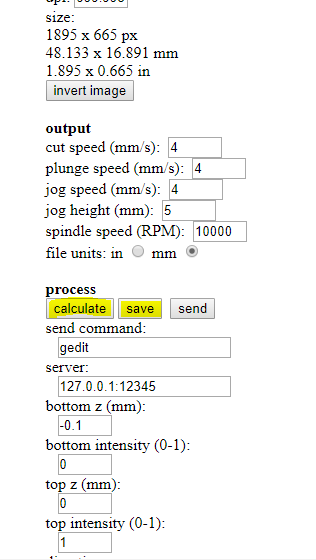 size:
1895 x 665 px
48.133 x 16.891 mm
1.895 x 0.665 in
invert image
output
cut speed (mm/s): 4
plunge speed (mm/s): 4
jog speed (mm/s): 4
jog height (mm): 5
spindle speed (RPM): 10000
file units: in mm
process
calculate save send
send command:
gedit
server:
127.0.0.1:12345
bottom z (mm):
-0.1
bottom intensity (0-1):
0
top z (mm):
0
top intensity (0-1):
1